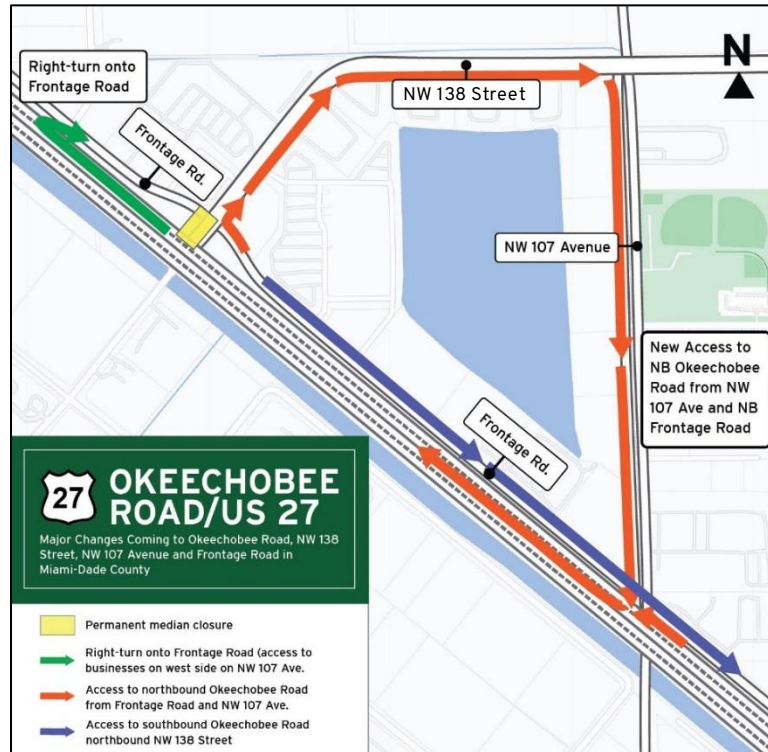 Right-turn onto
Frontage Road
Frontage Rd.
NW 138 Street
N
NW 107 Avenue
New Access to
NB Okeechobee
Road from NW
107 Ave and NB
Frontage Road
Frontage Rd.
27
OKEECHOBEE
ROAD/US 27
Major Changes Coming to Okeechobee Road, NW 138
Street, NW 107 Avenue and Frontage Road in
Miami-Dade County
Permanent median closure
Right-turn onto Frontage Road (access to
businesses on west side on NW 107 Ave.
Access to northbound Okeechobee Road
from Frontage Road and NW 107 Ave.
Access to southbound Okeechobee Road
northbound NW 138 Street